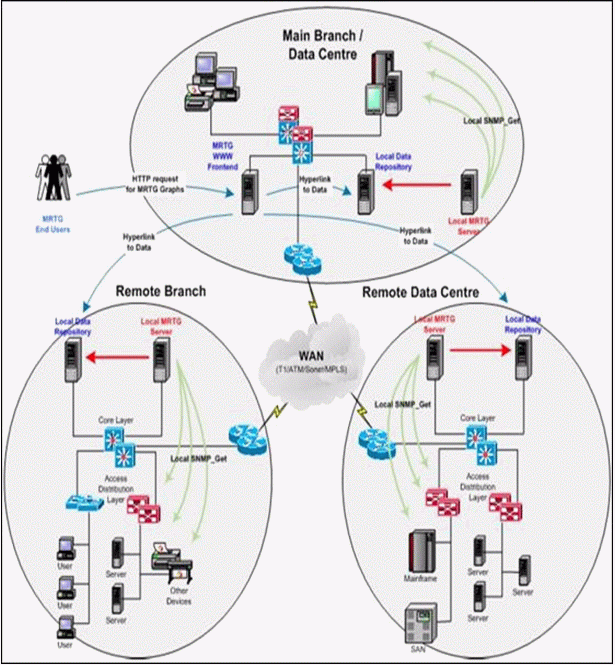 Main Branch /
Data Centre
Local SNMP_Get
MRTG
WWW
Frontend
Local Data
Repository
HTTP request
for MRTG Graphs
Hyperlink
to Data
MRTG
End Users
Local MRTG
Server
Hyperlink
to Data
Hyperlink
to Data
Remote Branch
Remote Data Centre
Local Data
Repository
Local MRTG
Server
Local MRTG
Server
Local Data
Repository
WAN
(T1/ATM/Sonet/MPLS)
Local SNMP_Get
Core Layer
Core Layer
Local SNMP_Get
Access
Distribution
Layer
Access
Distribution
Layer
User
Server
User
Server
Other
Devices
User
Mainframe
Server
Server
Server
SAN